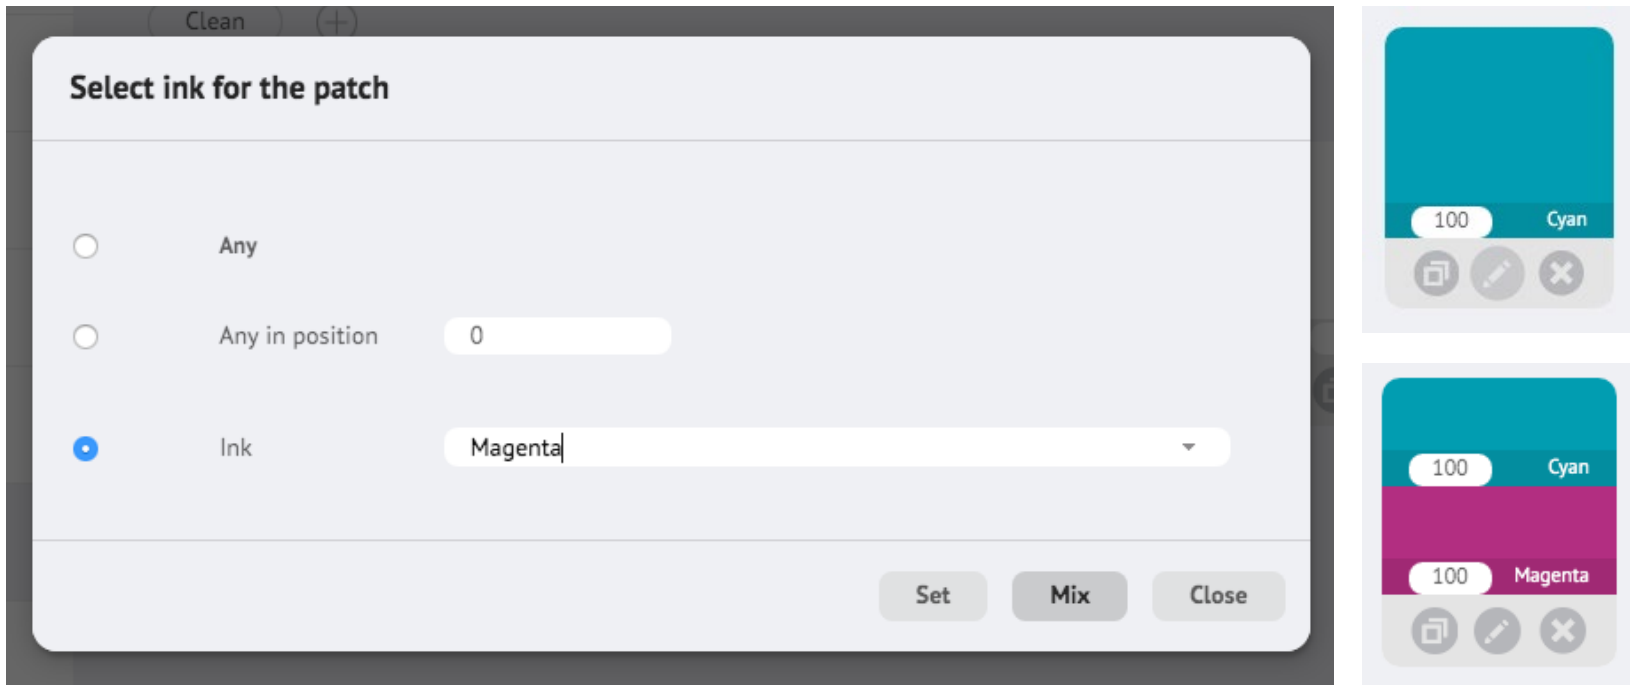 Clean
Select ink for the patch
Any
Any in position 0
Ink Magenta
Set Mix Close
100 Cyan
100 Cyan
100 Magenta